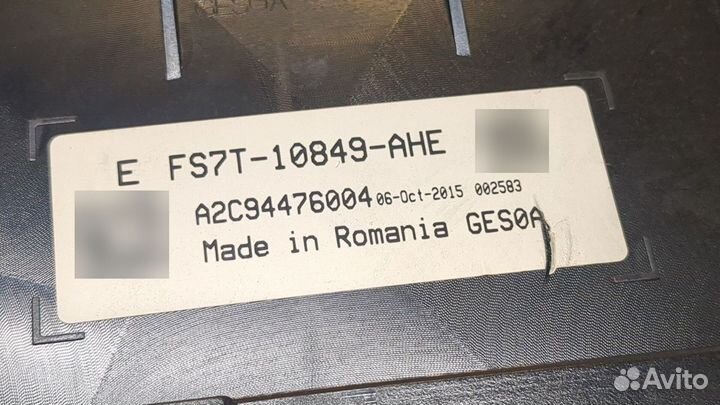 E FS7T-10849-AHE
A2C94476004 06-Oct-2015 002583
Made in Romania GES0A
Avito